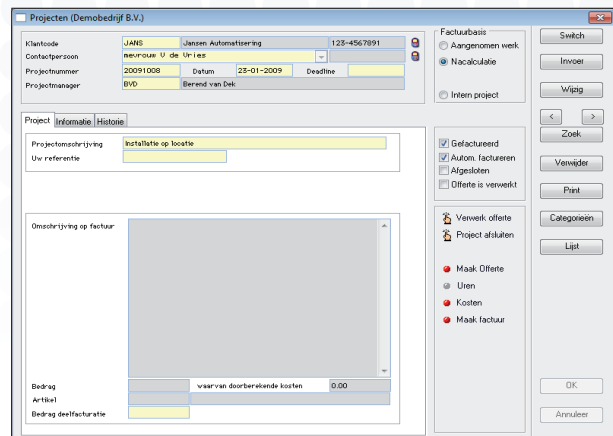 Projecten (Demobedrijf B.V.)
Klantcode JANS Jansen Automatisering 123-4567891
Contactpersoon mevrouw V de Vries
Projectnummer 20091008 Datum 23-01-2009 Deadline
Projectmanager BVD Berend van Dek
Factuurbasis
Aangenomen werk
Nacalculatie
Intern project
Project Informatie Historie
Projectomschrijving Installatie op locatie
Uw referentie
Gefactureerd
Autom. factureren
Afgesloten
Offerte is verwerkt
Omschrijving op factuur
Verwerk offerte
Project afsluiten
Maak Offerte
Uren
Kosten
Maak factuur
Bedrag waarvan doorberekende kosten 0.00
Artikel
Bedrag deelfacturatie
Switch
Invoer
Wijzig
< >
Zoek
Verwijder
Print
Categorieën
Lijst
OK
Annuleer